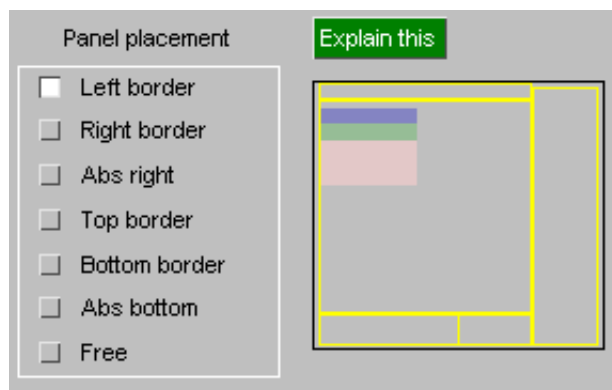 Panel placement
Explain this
Left border
Right border
Abs right
Top border
Bottom border
Abs bottom
Free